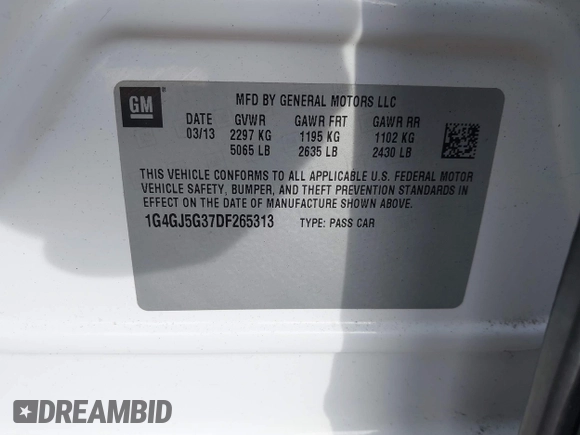 GM
MFD BY GENERAL MOTORS LLC
DATE GVWR GAWR FRT GAWR RR
03/13 2297 KG 1195 KG 1102 KG
5065 LB 2635 LB 2430 LB
THIS VEHICLE CONFORMS TO ALL APPLICABLE U.S. FEDERAL MOTOR
VEHICLE SAFETY, BUMPER, AND THEFT PREVENTION STANDARDS IN
EFFECT ON THE DATE OF MANUFACTURE SHOWN ABOVE.
1G4GJ5G37DF265313 TYPE: PASS CAR
DREAMBID